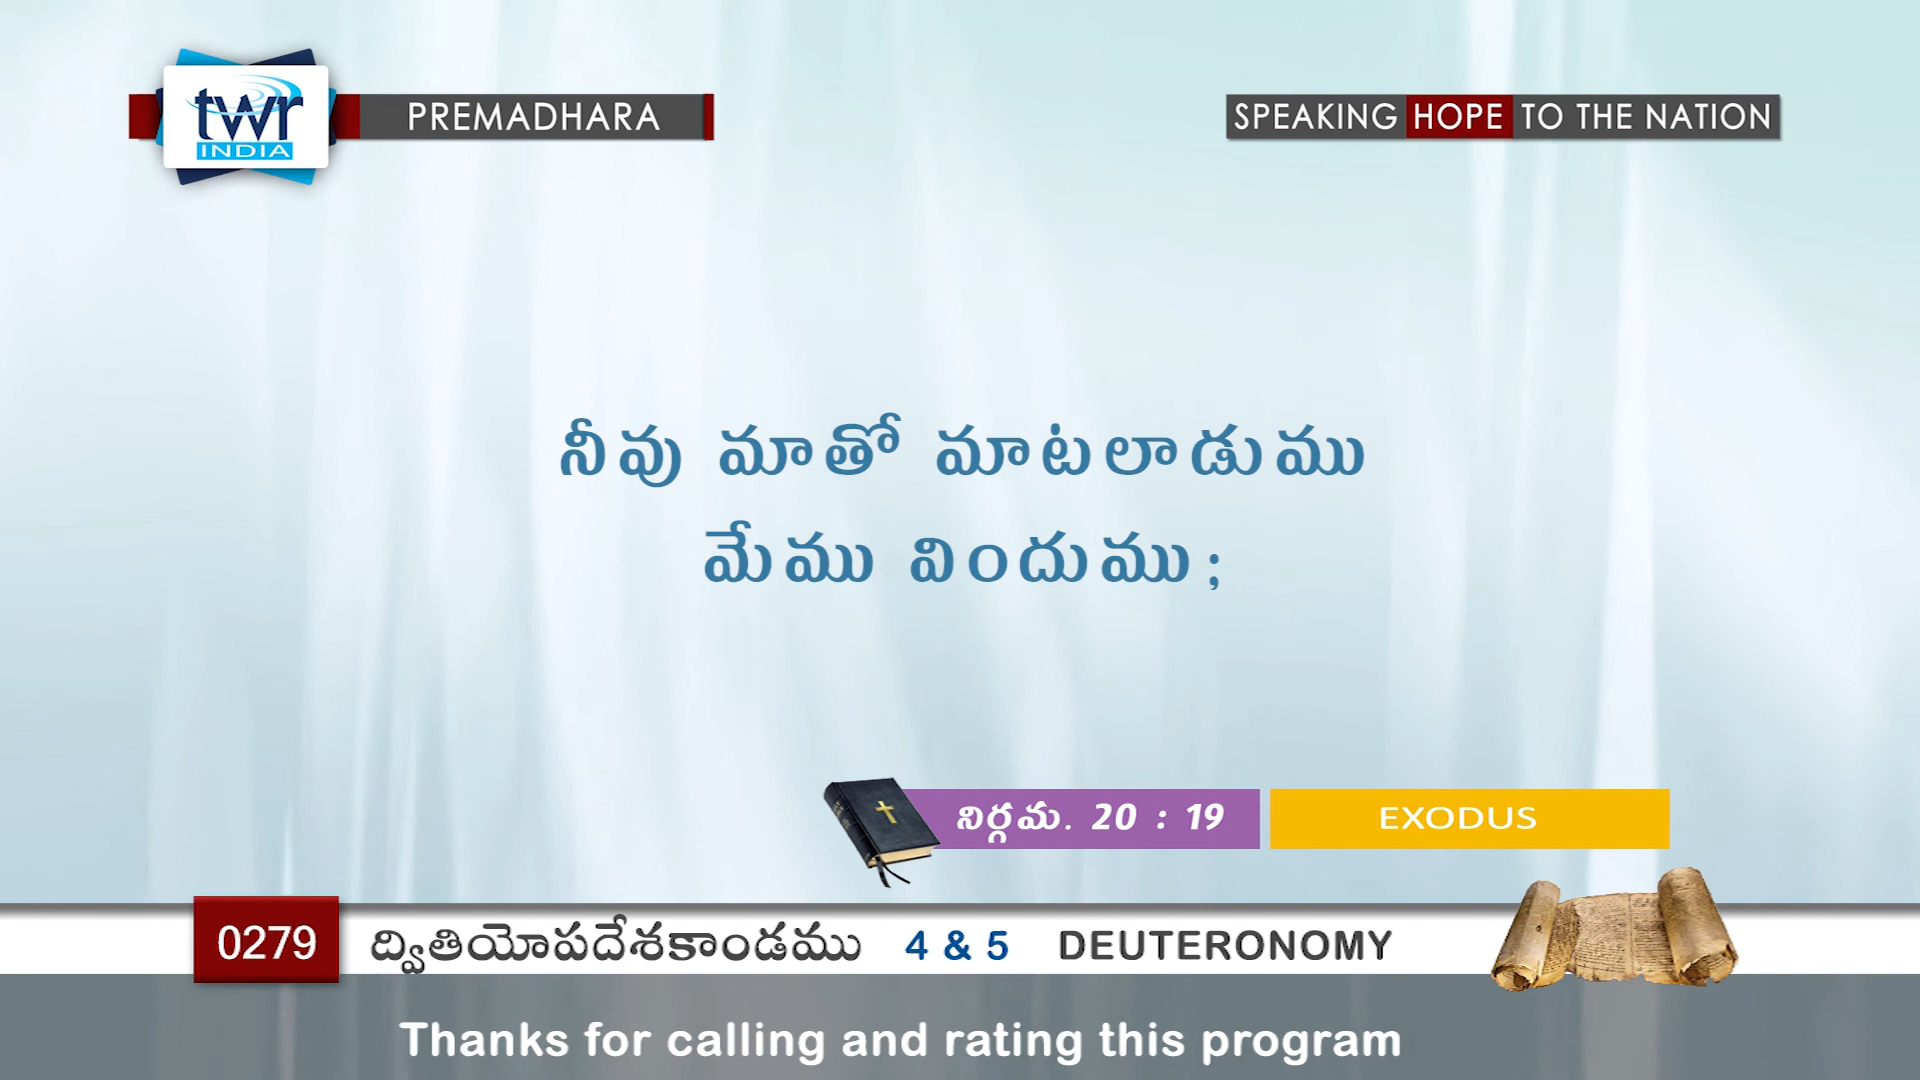 twr
INDIA
PREMADHARA
SPEAKING HOPE TO THE NATION
నీవు మాతో మాటలాడుము
మేము విందుము;
నిర్గమ. 20 : 19
EXODUS
0279
ద్వితియోపదేశకాండము 4 & 5 DEUTERONOMY
Thanks for calling and rating this program